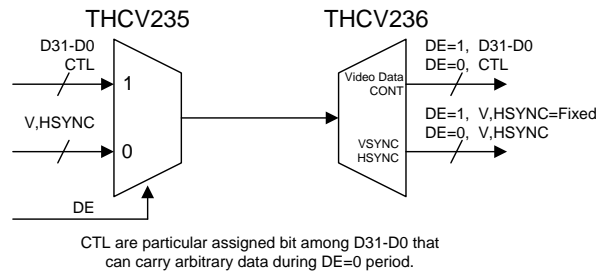 THCV235 THCV236
D31-D0
CTL
1
V,HSYNC
0
DE
Video Data
CONT
VSYNC
HSYNC
DE=1, D31-D0
DE=0, CTL
DE=1, V,HSYNC=Fixed
DE=0, V,HSYNC
CTL are particular assigned bit among D31-D0 that
can carry arbitrary data during DE=0 period.